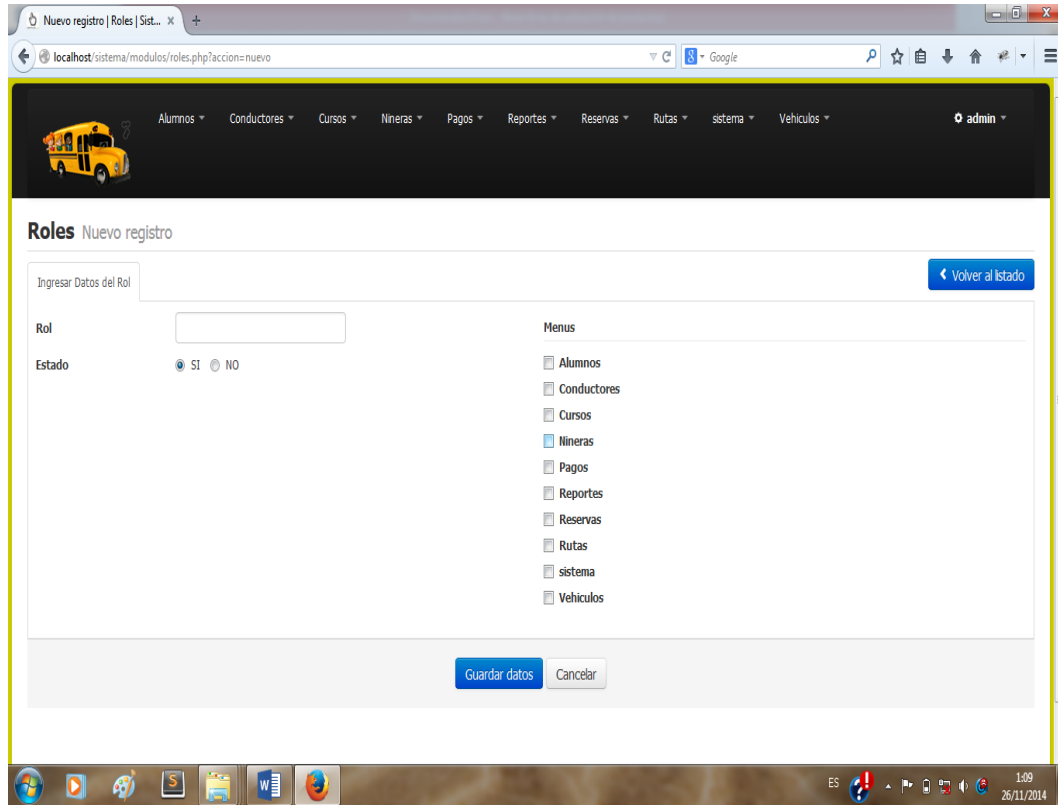 Nuevo registro | Roles | Sist... × +
localhost/sistema/modulos/roles.php?accion=nuevo
8 Google
Alumnos Conductores Cursos Nineras Pagos Reportes Reservas Rutas sistema Vehiculos admin
Roles Nuevo registro
Ingresar Datos del Rol
Volver al listado
Rol
Estado SI NO
Menus
Alumnos
Conductores
Cursos
Nineras
Pagos
Reportes
Reservas
Rutas
sistema
Vehiculos
Guardar datos Cancelar
S W ES 1:09
26/11/2014